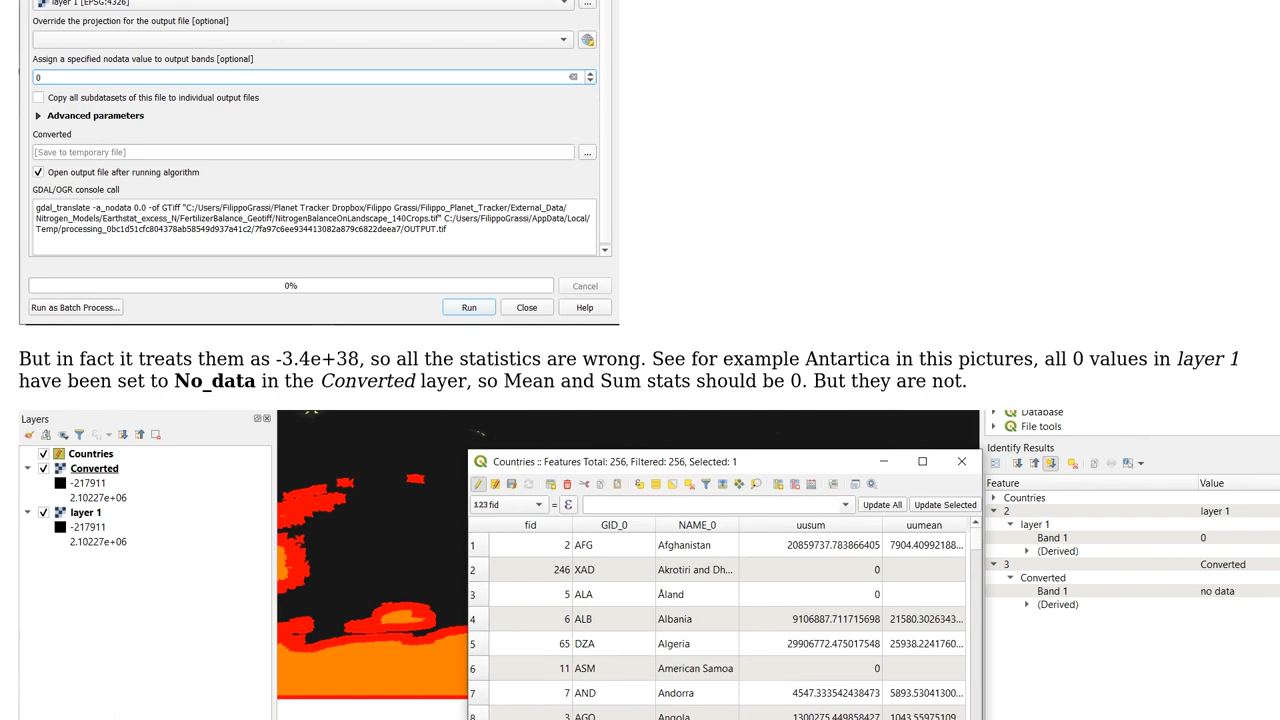 layer 1 [EPSG:4326]
...
Override the projection for the output file [optional]
Assign a specified nodata value to output bands [optional]
0
Copy all subdatasets of this file to individual output files
Advanced parameters
Converted
[Save to temporary file]
...
Open output file after running algorithm
GDAL/OGR console call
gdal_translate -a_nodata 0.0 -of GTiff "C:/Users/FilippoGrassi/Planet Tracker Dropbox/Filippo Grassi/Filippo_Planet_Tracker/External_Data/
Nitrogen_Models/Earthstat_excess_N/FertilizerBalance_Geotiff/NitrogenBalanceOnLandscape_140Crops.tif" C:/Users/FilippoGrassi/AppData/Local/
Temp/processing_0bc1d51cfc804378ab58549d937a41c2/7fa97c6ee934413082a879c6822deea7/OUTPUT.tif
0%
Cancel
Run as Batch Process...
Run
Close
Help
But in fact it treats them as -3.4e+38, so all the statistics are wrong. See for example Antartica in this pictures, all 0 values in layer 1
have been set to No_data in the Converted layer, so Mean and Sum stats should be 0. But they are not.
Layers
Countries
Converted
-217911
2.10227e+06
layer 1
-217911
2.10227e+06
Countries :: Features Total: 256, Filtered: 256, Selected: 1
123 fid
= ε
Update All
Update Selected
fid GID_0 NAME_0 uusum uumean
1 2 AFG Afghanistan 20859737.783866405 7904.40992188...
2 246 XAD Akrotiri and Dh... 0
3 5 ALA Åland 0
4 6 ALB Albania 9106887.711715698 21580.3026343...
5 65 DZA Algeria 29906772.475017548 25938.2241760...
6 11 ASM American Samoa 0
7 7 AND Andorra 4547.333542438473 5893.53041300...
8 3 AGO Angola 1300275.449858427 1043.55975109...
Database
File tools
Identify Results
Feature Value
Countries
2 layer 1
layer 1
Band 1 0
(Derived)
3 Converted
Converted
Band 1 no data
(Derived)